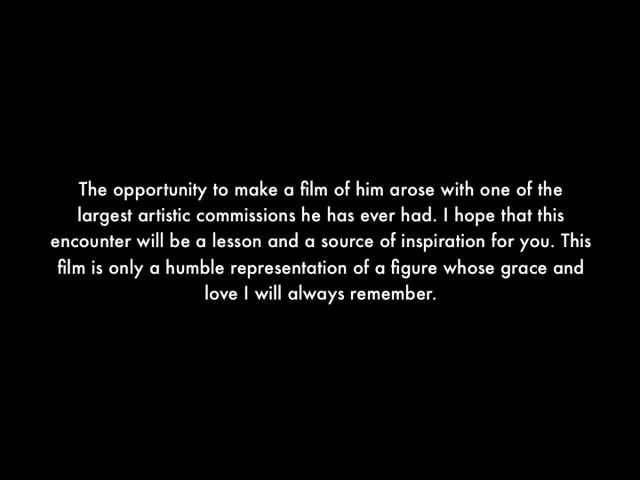 The opportunity to make a film of him arose with one of the
largest artistic commissions he has ever had. I hope that this
encounter will be a lesson and a source of inspiration for you. This
film is only a humble representation of a figure whose grace and
love I will always remember.